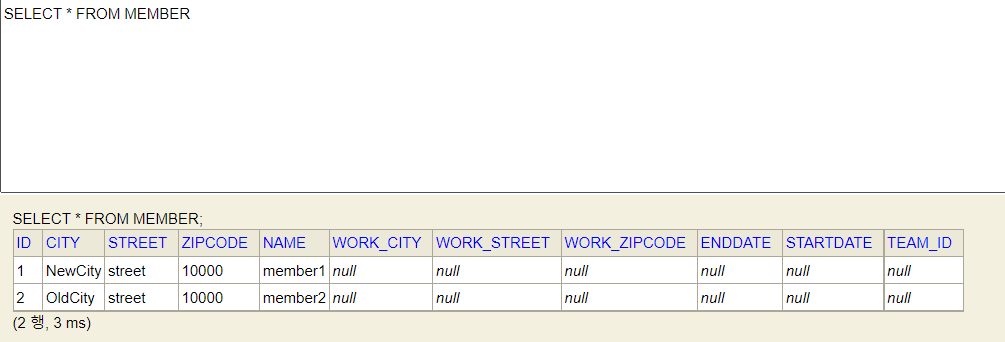 SELECT * FROM MEMBER
SELECT * FROM MEMBER;
ID CITY STREET ZIPCODE NAME WORK_CITY WORK_STREET WORK_ZIPCODE ENDDATE STARTDATE TEAM_ID
1 NewCity street 10000 member1 null null null null null null
2 OldCity street 10000 member2 null null null null null null
(2 행, 3 ms)